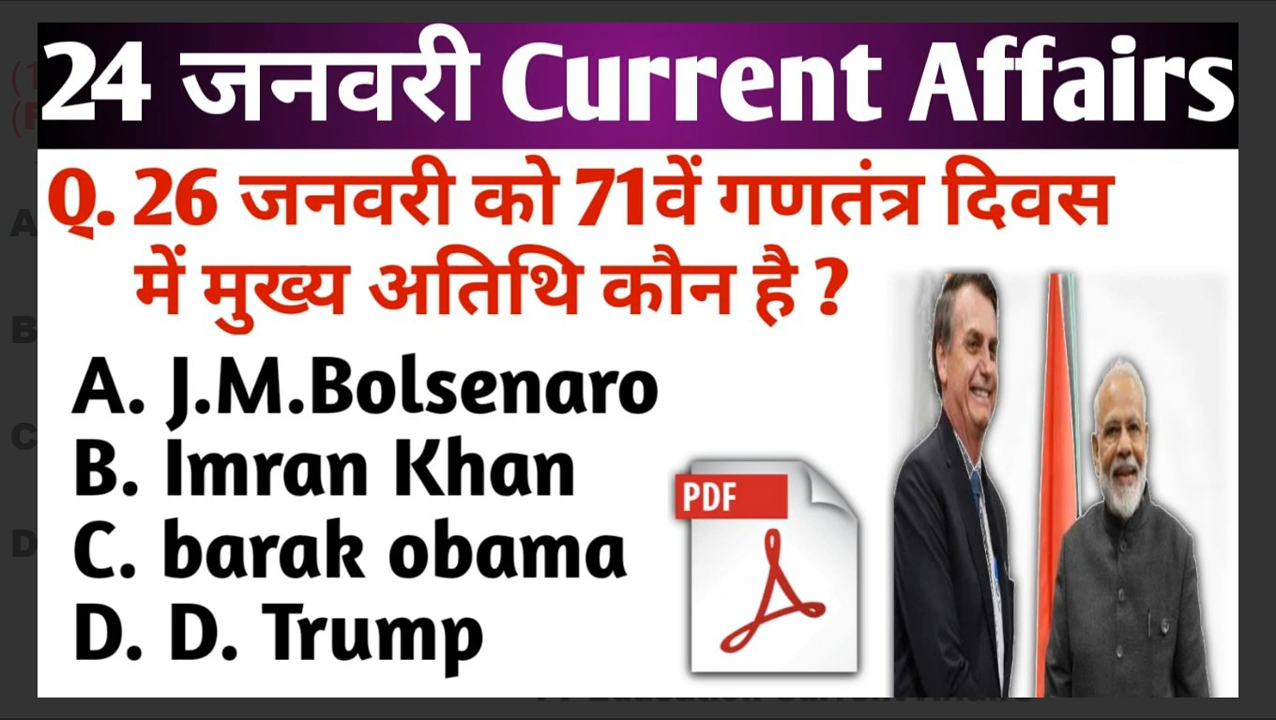 24 जनवरी Current Affairs
Q. 26 जनवरी को 71वें गणतंत्र दिवस
में मुख्य अतिथि कौन है ?
A. J.M.Bolsenaro
B. Imran Khan
C. barak obama
D. D. Trump
PDF